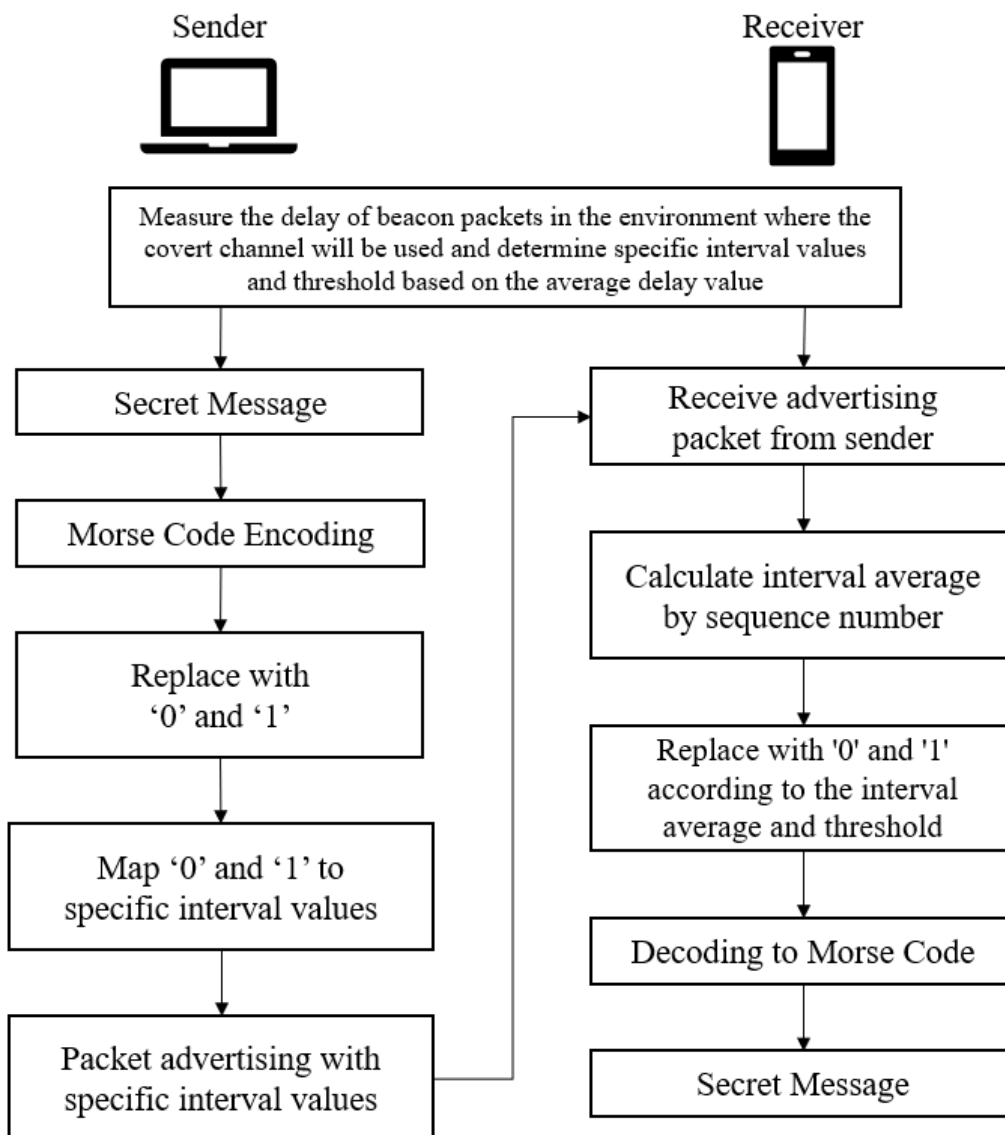 Sender
Receiver
Measure the delay of beacon packets in the environment where the
covert channel will be used and determine specific interval values
and threshold based on the average delay value
Secret Message
Morse Code Encoding
Replace with
‘0’ and ‘1’
Map ‘0’ and ‘1’ to
specific interval values
Packet advertising with
specific interval values
Receive advertising
packet from sender
Calculate interval average
by sequence number
Replace with '0' and '1'
according to the interval
average and threshold
Decoding to Morse Code
Secret Message